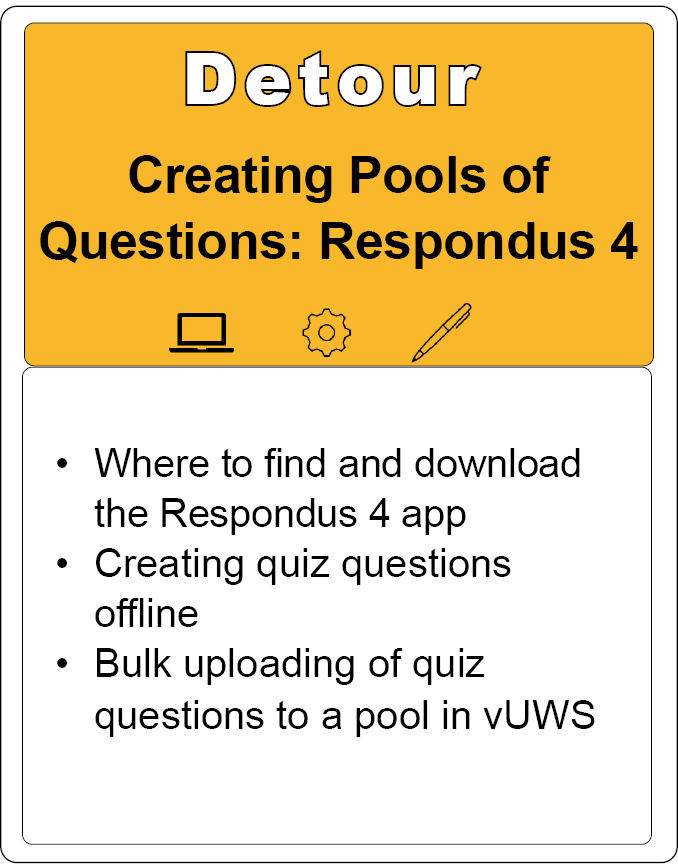 Detour
Creating Pools of
Questions: Respondus 4
• Where to find and download
the Respondus 4 app
• Creating quiz questions
offline
• Bulk uploading of quiz
questions to a pool in vUWS